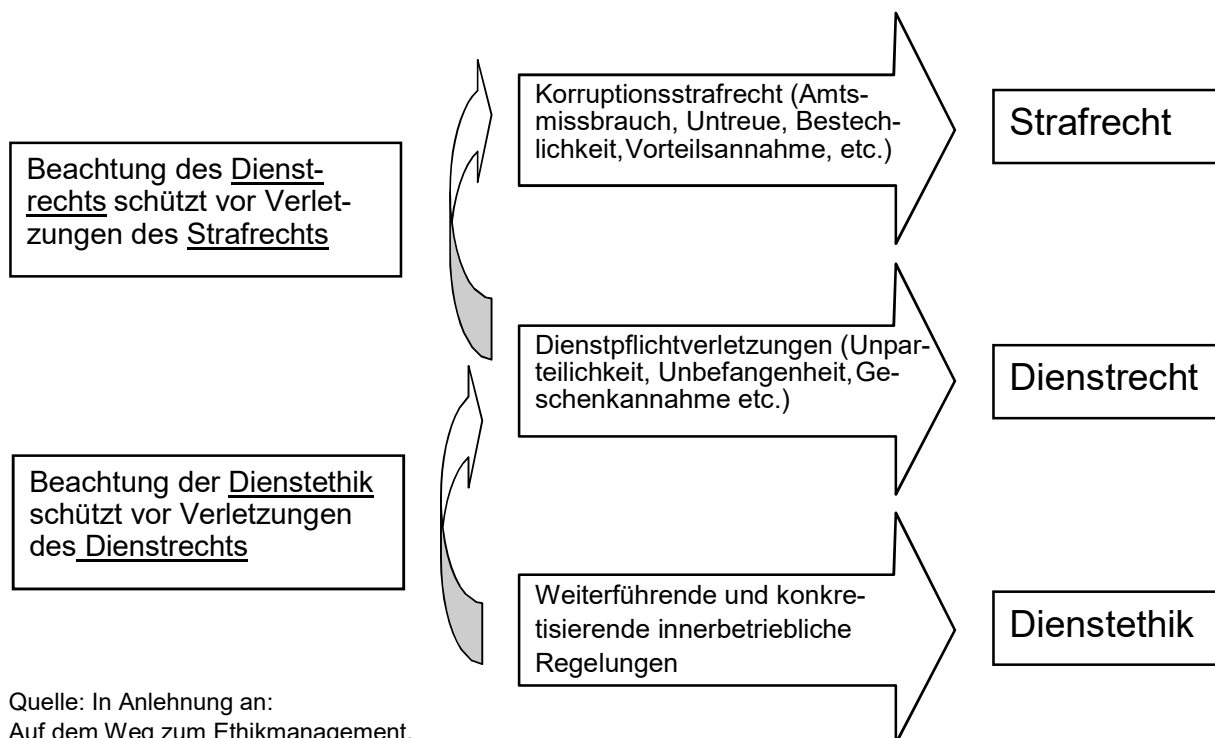 Korruptionsstrafrecht (Amts-
missbrauch, Untreue, Bestech-
lichkeit,Vorteilsannahme, etc.)
Strafrecht
Beachtung des Dienst-
rechts schützt vor Verlet-
zungen des Strafrechts
Dienstpflichtverletzungen (Unpar-
teilichkeit, Unbefangenheit,Ge-
schenkannahme etc.)
Dienstrecht
Beachtung der Dienstethik
schützt vor Verletzungen
des Dienstrechts
Weiterführende und konkre-
tisierende innerbetriebliche
Regelungen
Dienstethik
Quelle: In Anlehnung an:
Auf dem Weg zum Ethikmanagement.